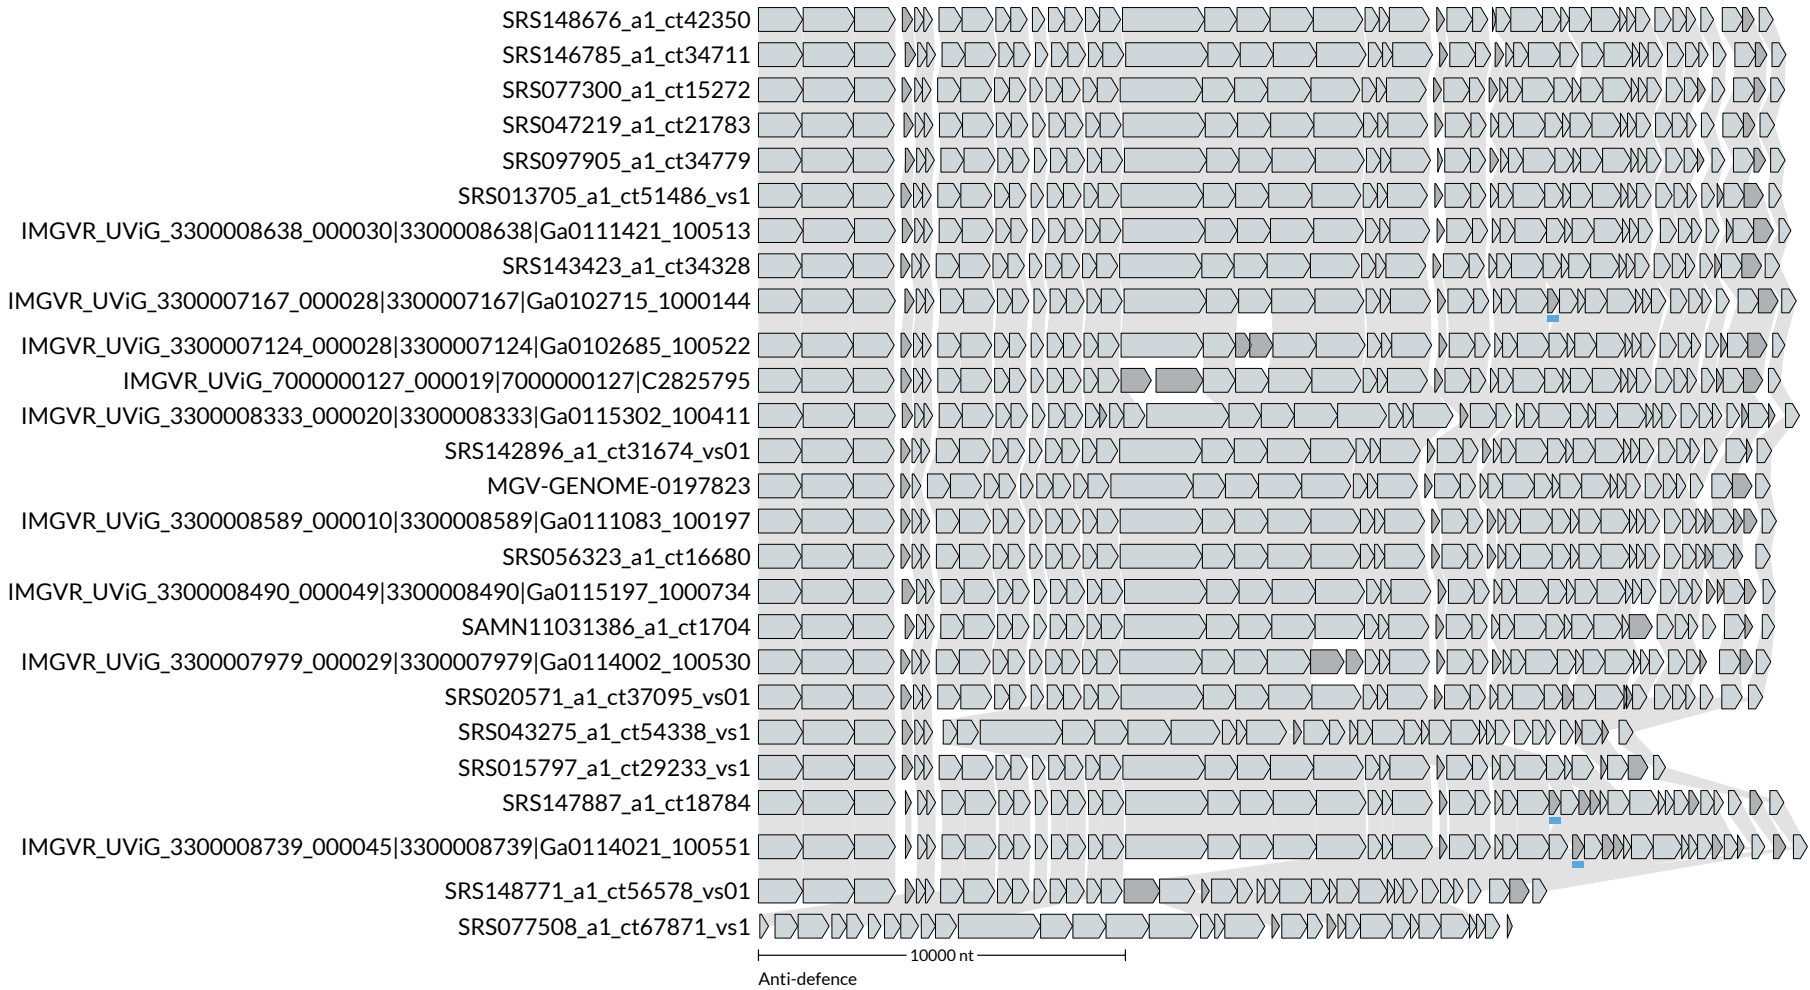 SRS148676_a1_ct42350
SRS146785_a1_ct34711
SRS077300_a1_ct15272
SRS047219_a1_ct21783
SRS097905_a1_ct34779
SRS013705_a1_ct51486_vs1
IMGVR_UViG_3300008638_000030|3300008638|Ga0111421_100513
SRS143423_a1_ct34328
IMGVR_UViG_3300007167_000028|3300007167|Ga0102715_1000144
IMGVR_UViG_3300007124_000028|3300007124|Ga0102685_100522
IMGVR_UViG_7000000127_000019|7000000127|C2825795
IMGVR_UViG_3300008333_000020|3300008333|Ga0115302_100411
SRS142896_a1_ct31674_vs01
MGV-GENOME-0197823
IMGVR_UViG_3300008589_000010|3300008589|Ga0111083_100197
SRS056323_a1_ct16680
IMGVR_UViG_3300008490_000049|3300008490|Ga0115197_1000734
SAMN11031386_a1_ct1704
IMGVR_UViG_3300007979_000029|3300007979|Ga0114002_100530
SRS020571_a1_ct37095_vs01
SRS043275_a1_ct54338_vs1
SRS015797_a1_ct29233_vs1
SRS147887_a1_ct18784
IMGVR_UViG_3300008739_000045|3300008739|Ga0114021_100551
SRS148771_a1_ct56578_vs01
SRS077508_a1_ct67871_vs1
10000 nt
Anti-defence